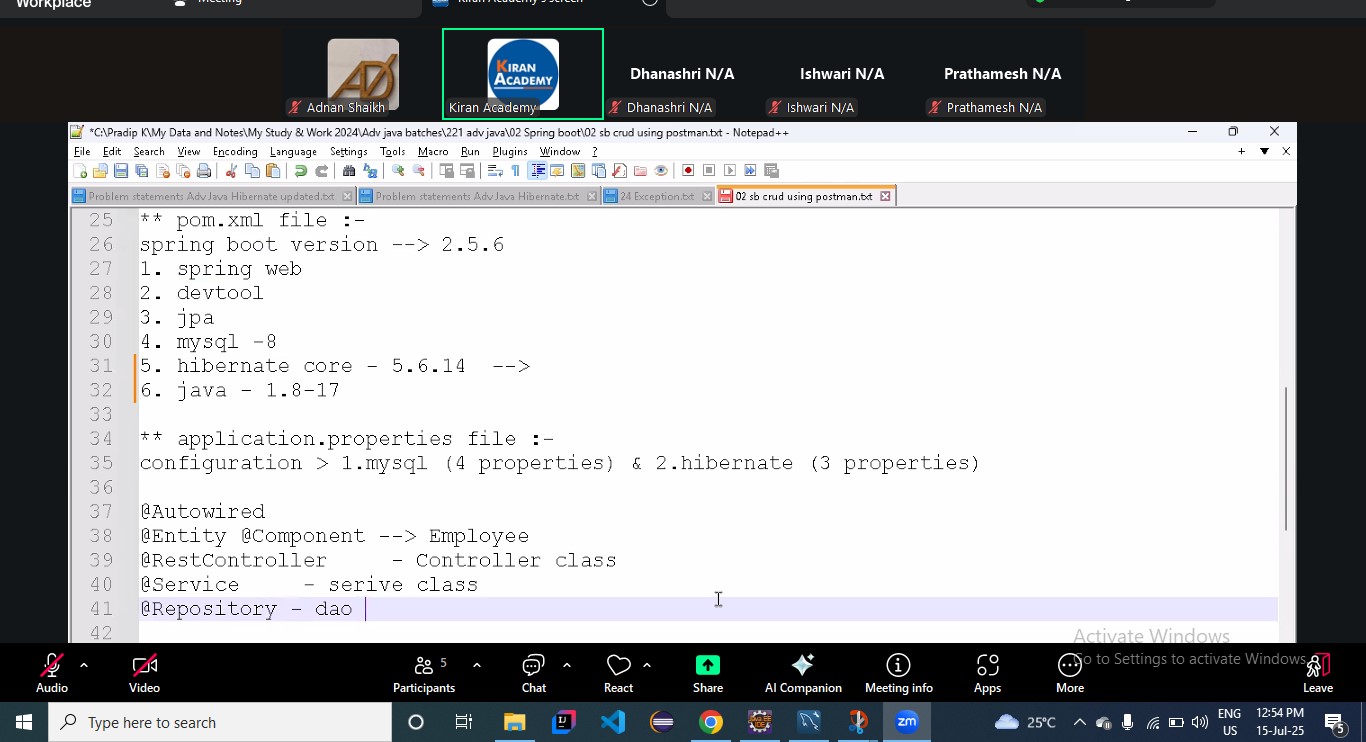 Workplace
Meeting
Kiran Academy's screen
Adnan Shaikh
KIRAN ACADEMY
Kiran Academy
Dhanashri N/A
Dhanashri N/A
Ishwari N/A
Ishwari N/A
Prathamesh N/A
Prathamesh N/A
*C:\Pradip K\My Data and Notes\My Study & Work 2024\Adv java batches\221 adv java\02 Spring boot\02 sb crud using postman.txt - Notepad++
File Edit Search View Encoding Language Settings Tools Macro Run Plugins Window ?
Problem statements Adv Java Hibernate updated.txt Problem statements Adv Java Hibernate.txt 24 Exception.txt 02 sb crud using postman.txt
25 ** pom.xml file :-
26 spring boot version --> 2.5.6
27 1. spring web
28 2. devtool
29 3. jpa
30 4. mysql -8
31 5. hibernate core - 5.6.14 -->
32 6. java - 1.8-17
33
34 ** application.properties file :-
35 configuration > 1.mysql (4 properties) & 2.hibernate (3 properties)
36
37 @Autowired
38 @Entity @Component --> Employee
39 @RestController - Controller class
40 @Service - serive class
41 @Repository - dao
42
Activate Windows
Go to Settings to activate Windows.
Audio
Video
5
Participants
Chat
React
Share
AI Companion
Meeting info
Apps
More
Leave
Type here to search
zm
25°C
ENG
US
12:54 PM
15-Jul-25
5